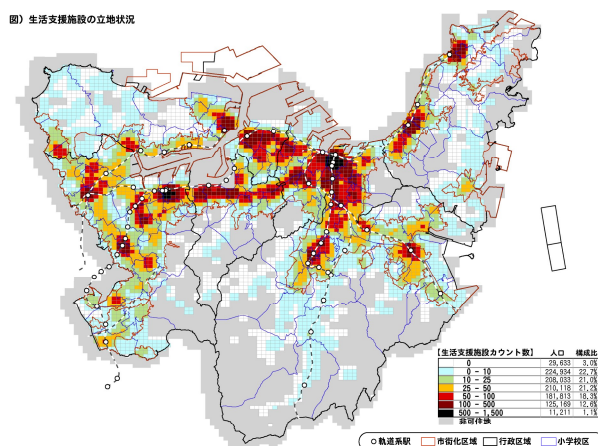 図）生活支援施設の立地状況
【生活支援施設カウント数】 人口 構成比
0 29,633 3.0%
0 - 10 224,934 22.7%
10 - 25 208,033 21.0%
25 - 50 210,118 21.2%
50 - 100 181,813 18.3%
100 - 500 125,169 12.6%
500 - 1,500 11,211 1.1%
非可住地
軌道系駅 市街化区域 行政区域 小学校区